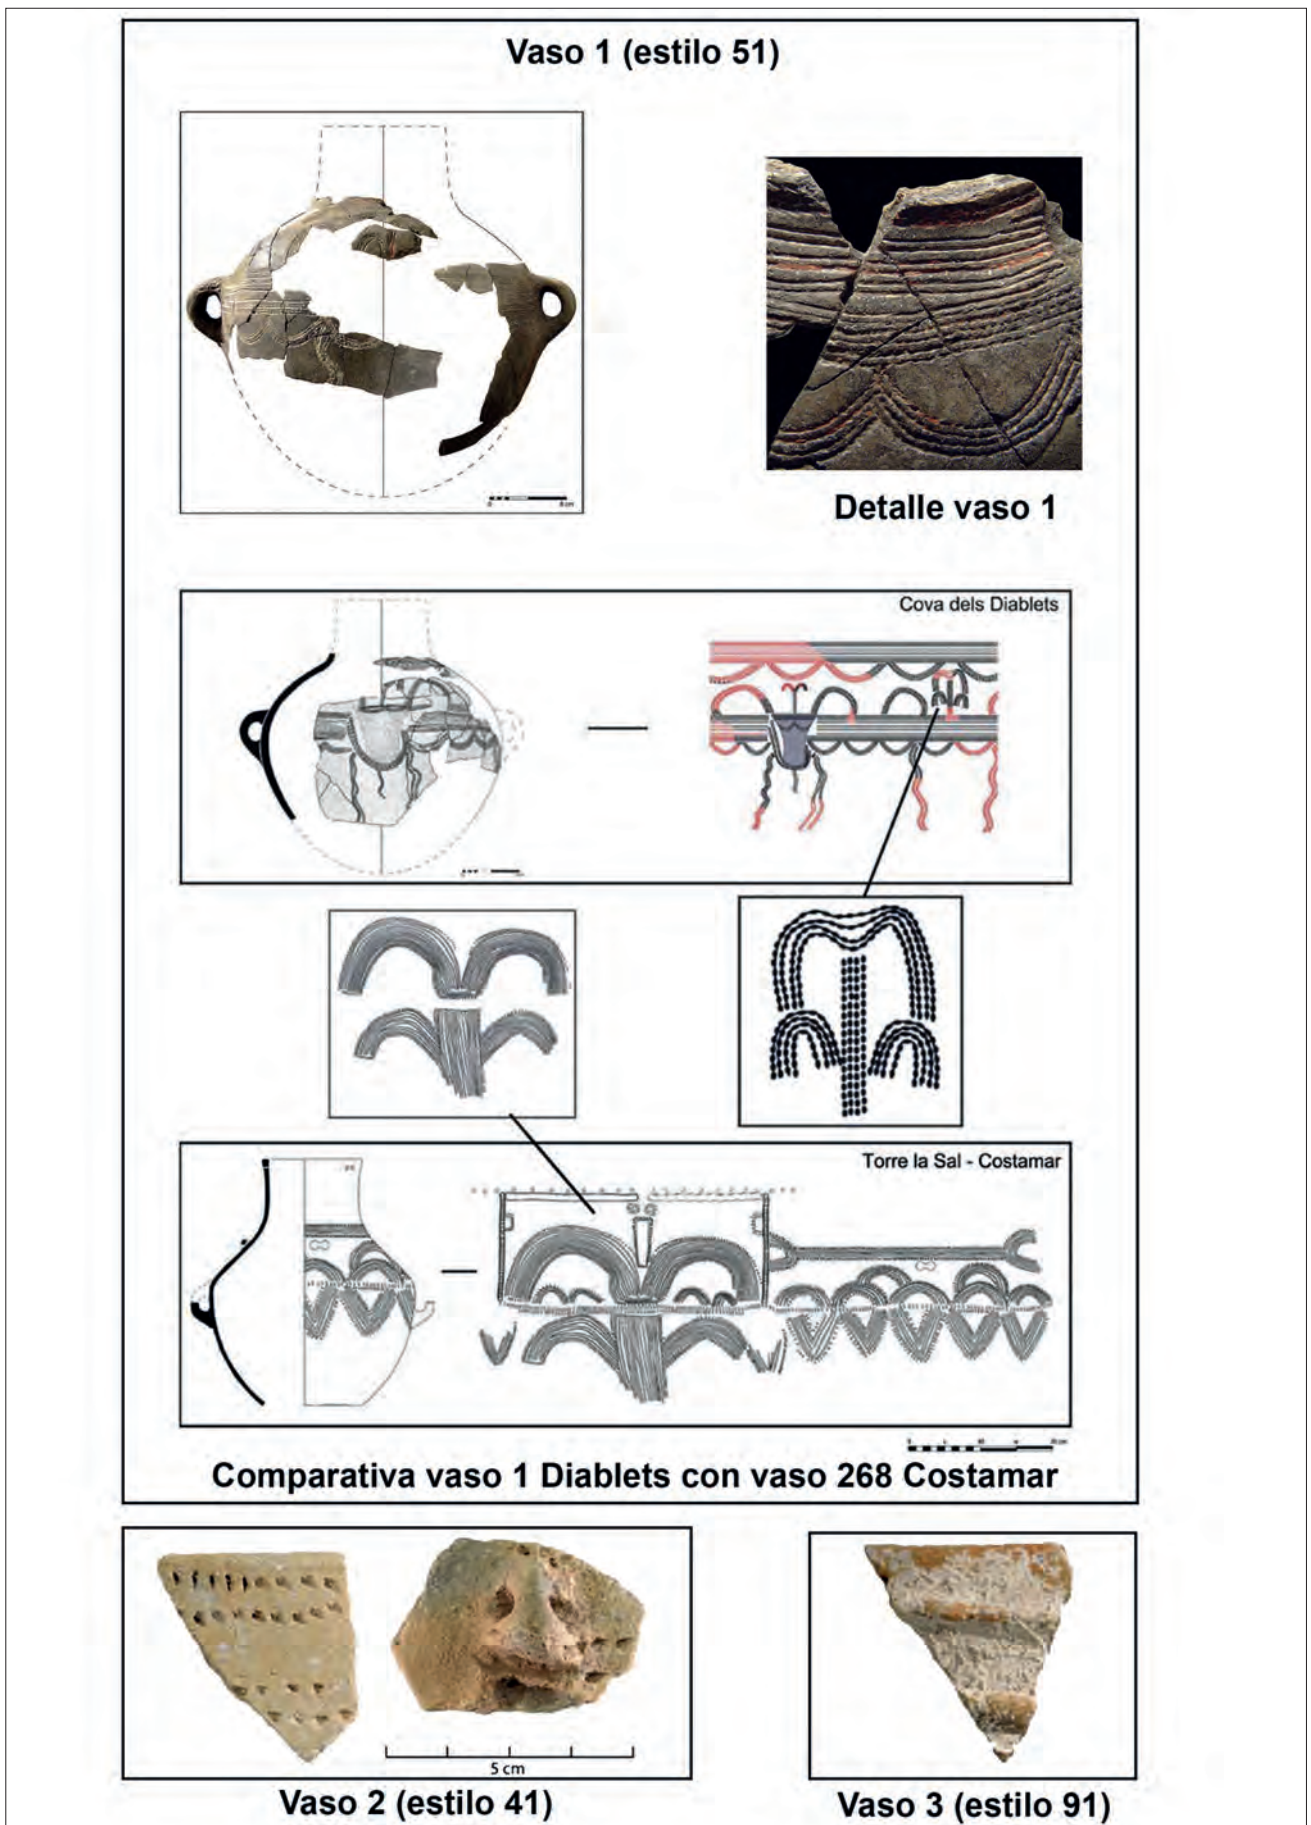 Vaso 1 (estilo 51)
Detalle vaso 1
Cova dels Diablets
Torre la Sal - Costamar
Comparativa vaso 1 Diablets con vaso 268 Costamar
5 cm
Vaso 2 (estilo 41)
Vaso 3 (estilo 91)